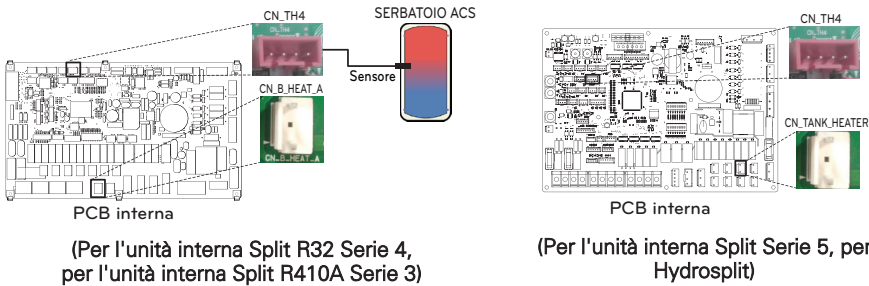 CN_TH4
SERBATOIO ACS
Sensore
CN_B_HEAT_A
CN_B_HEAT_A
PCB interna
(Per l'unità interna Split R32 Serie 4,
per l'unità interna Split R410A Serie 3)
CN_TH4
CN_TANK_HEATER
PCB interna
(Per l'unità interna Split Serie 5, per
Hydrosplit)